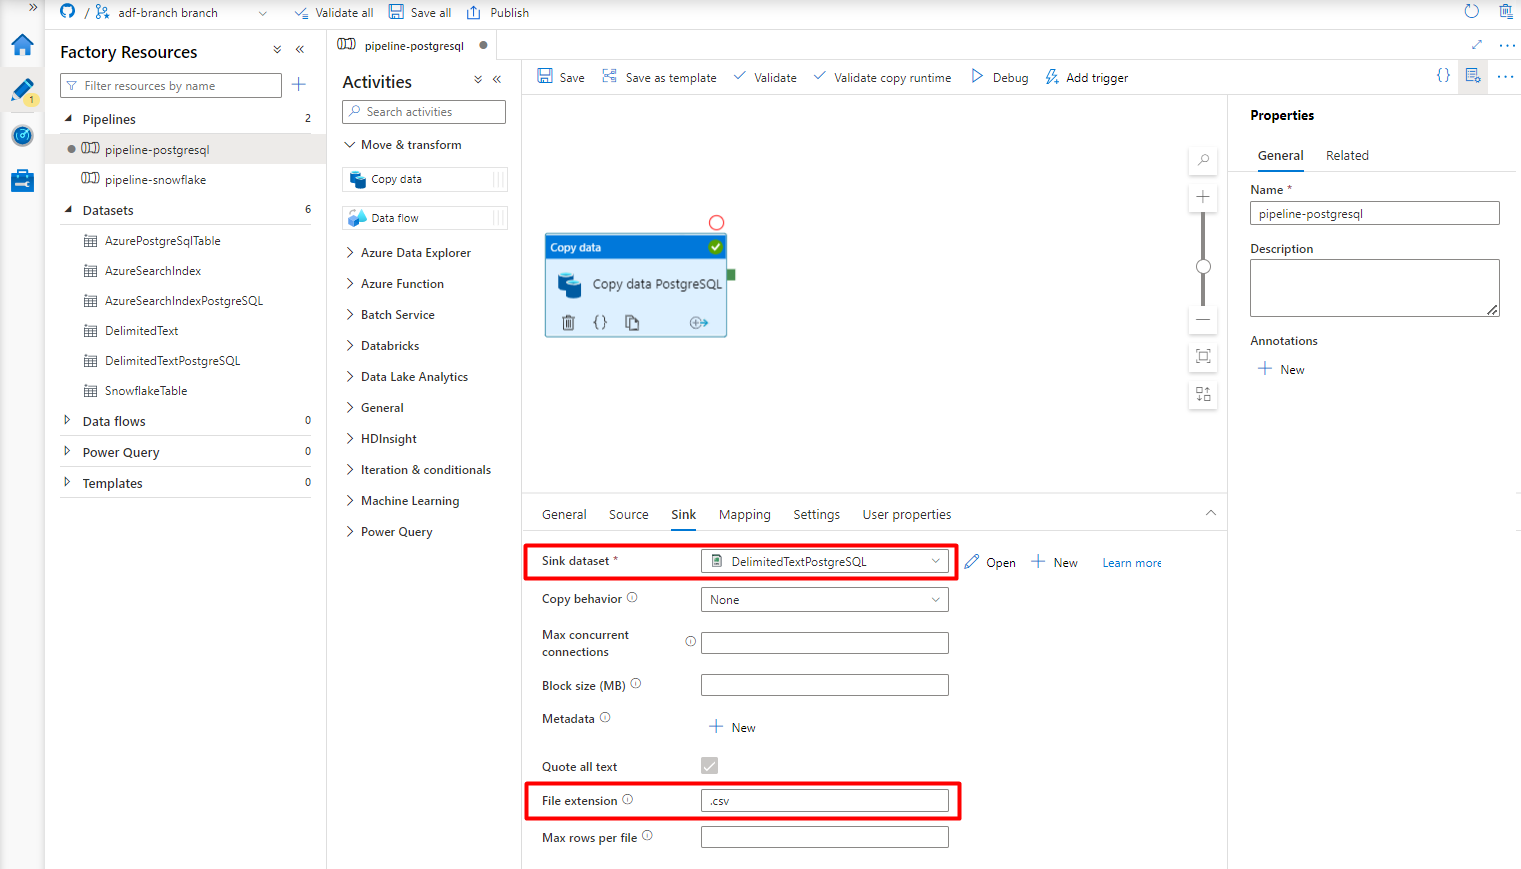 / adf-branch branch Validate all Save all Publish
Factory Resources
Filter resources by name
Pipelines 2
pipeline-postgresql
pipeline-snowflake
Datasets 6
AzurePostgreSqlTable
AzureSearchIndex
AzureSearchIndexPostgreSQL
DelimitedText
DelimitedTextPostgreSQL
SnowflakeTable
Data flows 0
Power Query 0
Templates 0
1
pipeline-postgresql
Activities
Search activities
Move & transform
Copy data
Data flow
Azure Data Explorer
Azure Function
Batch Service
Databricks
Data Lake Analytics
General
HDInsight
Iteration & conditionals
Machine Learning
Power Query
Save Save as template Validate Validate copy runtime Debug Add trigger
Copy data
Copy data PostgreSQL
General Source Sink Mapping Settings User properties
Sink dataset * DelimitedTextPostgreSQL Open New Learn more
Copy behavior None
Max concurrent
connections
Block size (MB)
Metadata New
Quote all text
File extension .csv
Max rows per file
Properties
General Related
Name *
pipeline-postgresql
Description
Annotations
New